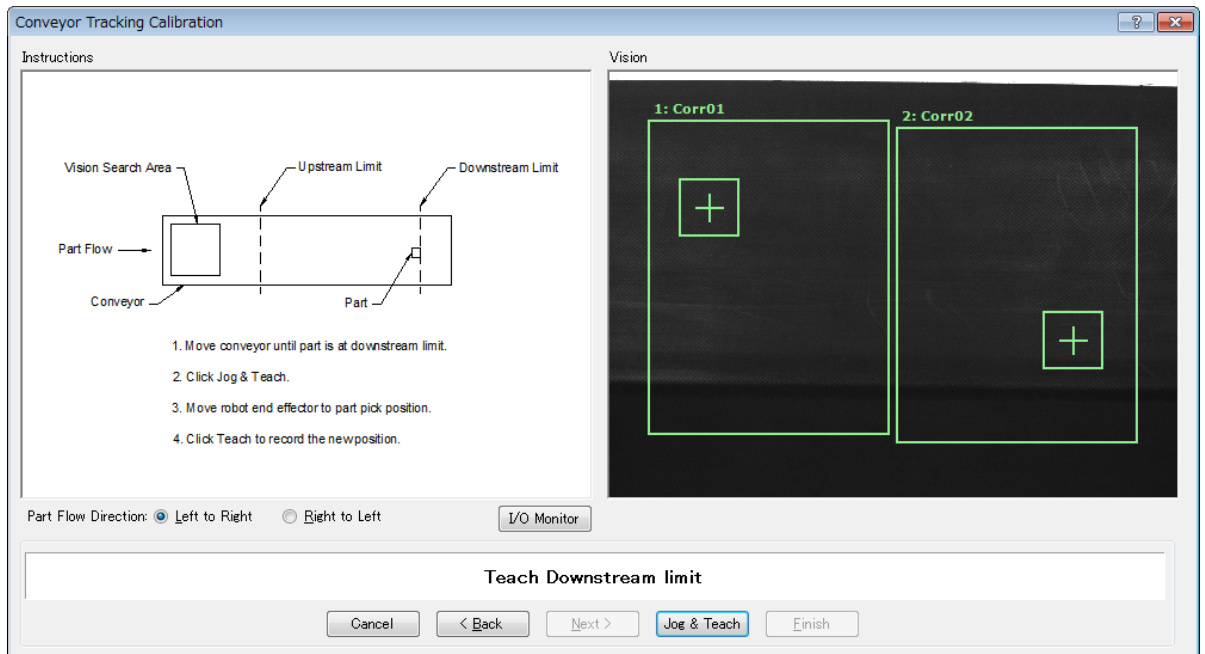 Conveyor Tracking Calibration
Instructions
Vision
Vision Search Area
Upstream Limit
Downstream Limit
Part Flow
Conveyor
Part
1. Move conveyor until part is at downstream limit.
2. Click Jog & Teach.
3. Move robot end effector to part pick position.
4. Click Teach to record the new position.
1: Corr01
2: Corr02
Part Flow Direction: Left to Right Right to Left
I/O Monitor
Teach Downstream limit
Cancel < Back Next > Jog & Teach Finish